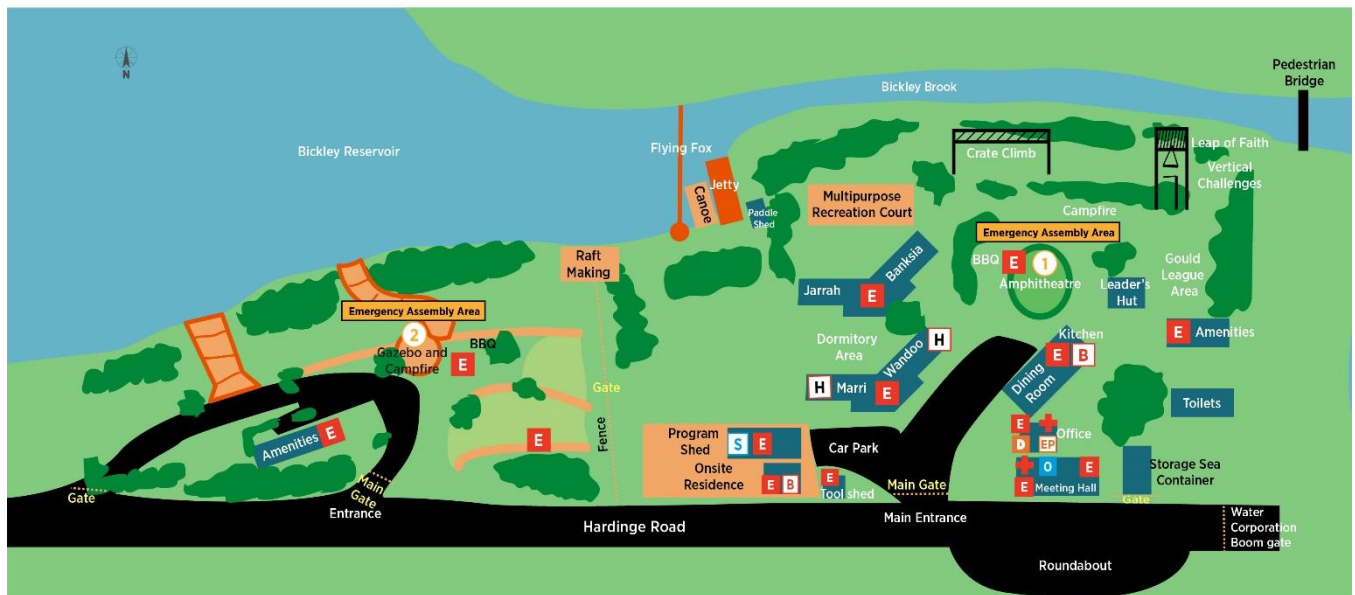 N
Bickley Reservoir
Bickley Brook
Pedestrian
Bridge
Flying Fox
Canoe
Jetty
Paddle
Shed
Multipurpose
Recreation Court
Crate Climb
Leap of Faith
Vertical
Challenges
Campfire
Emergency Assembly Area
BBQ
E
1
Amphitheatre
Leader's
Hut
Gould
League
Area
Raft
Making
Banksia
Jarrah
E
Emergency Assembly Area
2
Gazebo and
Campfire
BBQ
E
Dormitory
Area
Wandoo
H
H
Marri
E
Kitchen
E
B
Dining
Room
E
Amenities
Toilets
Gate
Fence
Amenities
E
E
Program
Shed
S
E
Onsite
Residence
E
B
Car Park
E
Tool shed
E
Office
D
EP
O
E
E
Meeting Hall
Storage Sea
Container
Gate
Gate
Main
Gate
Entrance
Main Gate
Main Entrance
Hardinge Road
Water
Corporation
Boom gate
Roundabout